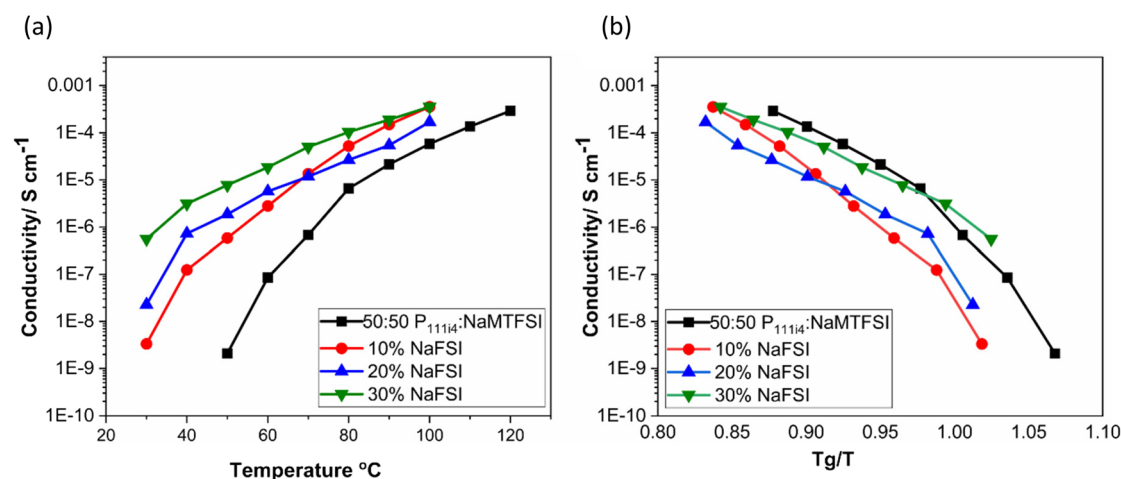 (a)
(b)
Conductivity/ S cm⁻¹
0.001
1E-4
1E-5
1E-6
1E-7
1E-8
1E-9
1E-10
20 40 60 80 100 120
Temperature ᵒC
50:50 P₁₁₁ᵢ₄:NaMTFSI
10% NaFSI
20% NaFSI
30% NaFSI
Conductivity/ S cm⁻¹
0.001
1E-4
1E-5
1E-6
1E-7
1E-8
1E-9
1E-10
0.80 0.85 0.90 0.95 1.00 1.05 1.10
Tg/T
50:50 P₁₁₁ᵢ₄:NaMTFSI
10% NaFSI
20% NaFSI
30% NaFSI